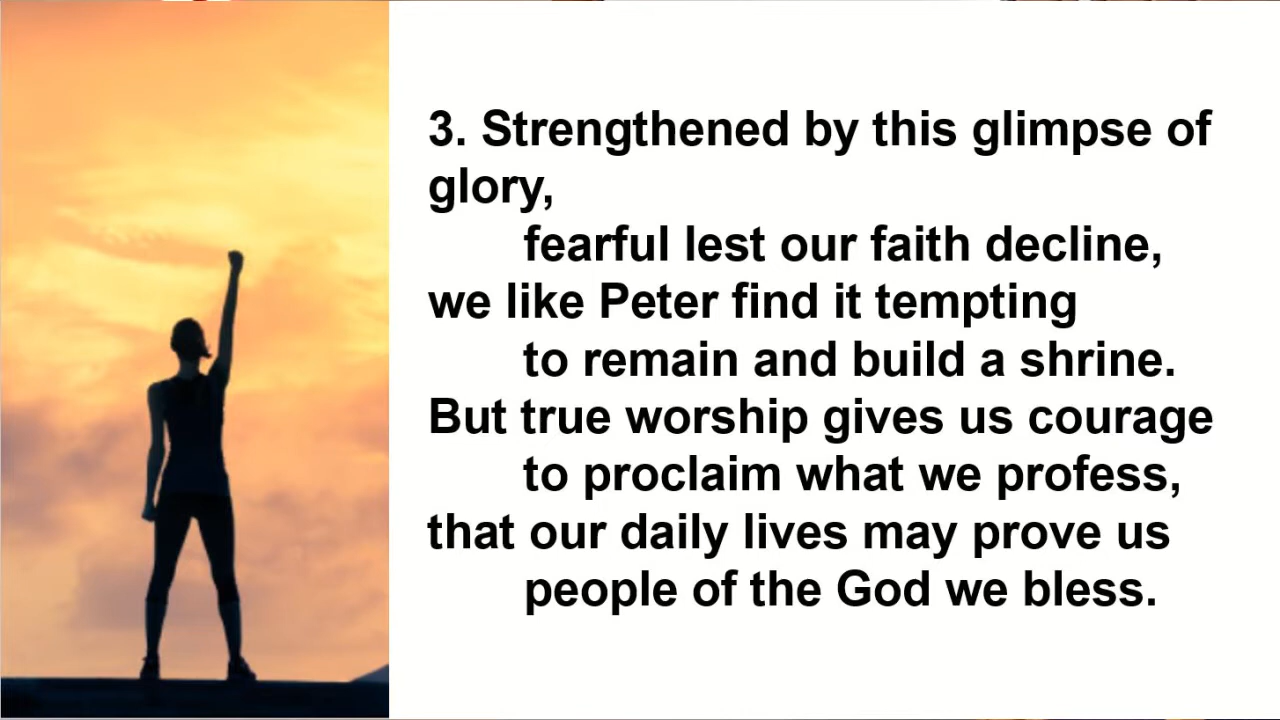 3. Strengthened by this glimpse of
glory,
fearful lest our faith decline,
we like Peter find it tempting
to remain and build a shrine.
But true worship gives us courage
to proclaim what we profess,
that our daily lives may prove us
people of the God we bless.